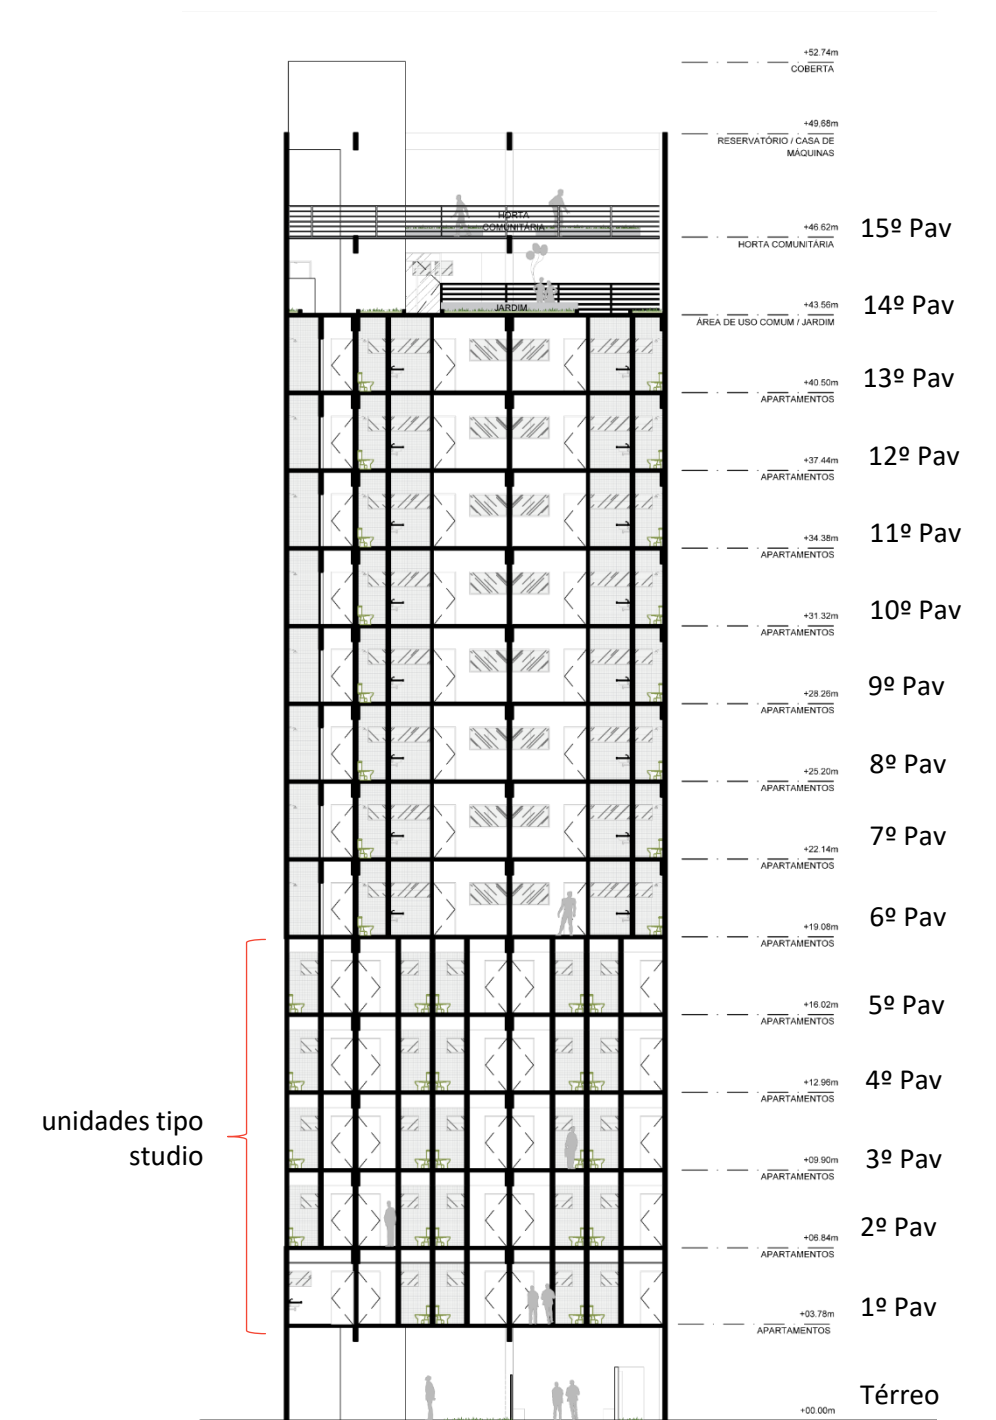 +52.74m
COBERTA
+49.68m
RESERVATÓRIO / CASA DE
MÁQUINAS
HORTA
COMUNITÁRIA
+46.62m
HORTA COMUNITÁRIA
15º Pav
JARDIM
+43.56m
ÁREA DE USO COMUM / JARDIM
14º Pav
+40.50m
APARTAMENTOS
13º Pav
+37.44m
APARTAMENTOS
12º Pav
+34.38m
APARTAMENTOS
11º Pav
+31.32m
APARTAMENTOS
10º Pav
+28.26m
APARTAMENTOS
9º Pav
+25.20m
APARTAMENTOS
8º Pav
+22.14m
APARTAMENTOS
7º Pav
+19.08m
APARTAMENTOS
6º Pav
+16.02m
APARTAMENTOS
5º Pav
+12.96m
APARTAMENTOS
4º Pav
unidades tipo
studio
+09.90m
APARTAMENTOS
3º Pav
+06.84m
APARTAMENTOS
2º Pav
+03.78m
APARTAMENTOS
1º Pav
+00.00m
Térreo